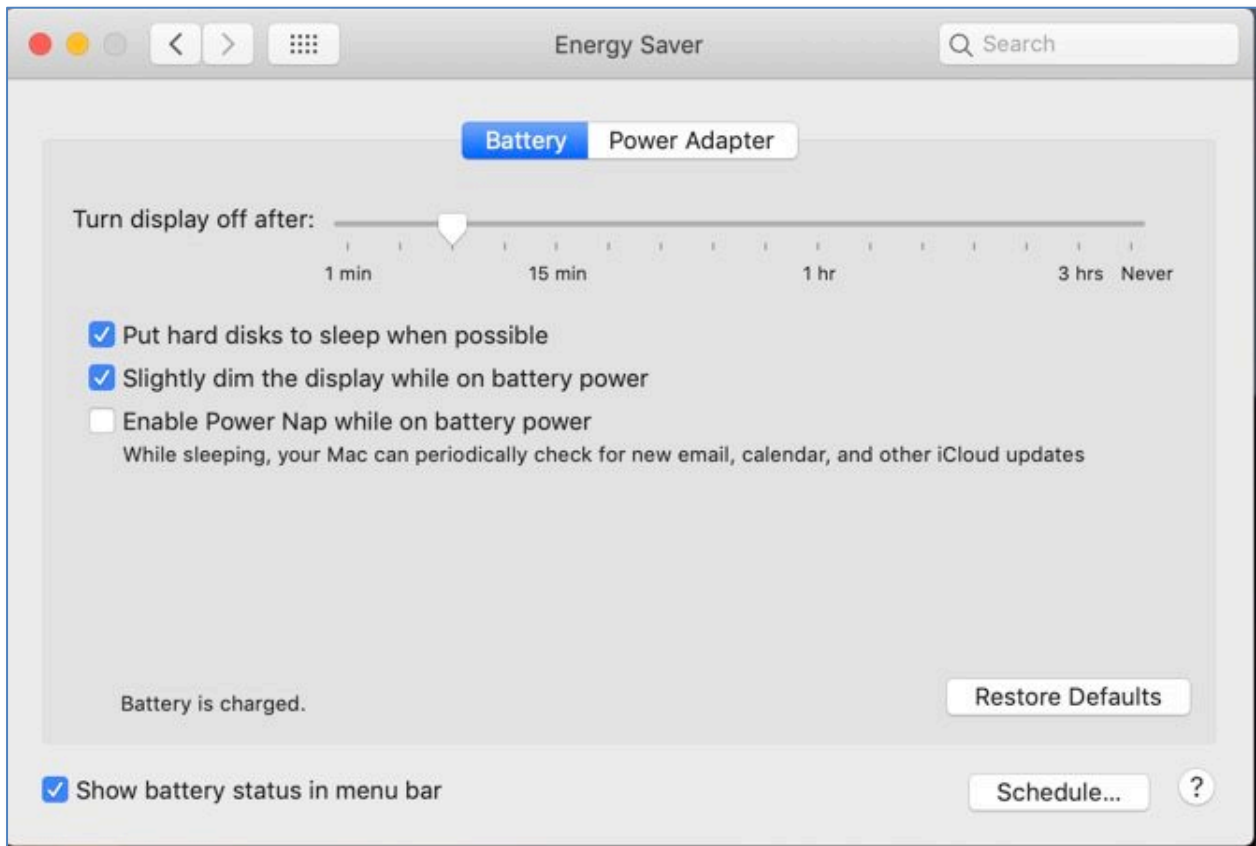 Energy Saver
Search
Battery
Power Adapter
Turn display off after:
1 min
15 min
1 hr
3 hrs
Never
Put hard disks to sleep when possible
Slightly dim the display while on battery power
Enable Power Nap while on battery power
While sleeping, your Mac can periodically check for new email, calendar, and other iCloud updates
Battery is charged.
Restore Defaults
Show battery status in menu bar
Schedule...
?